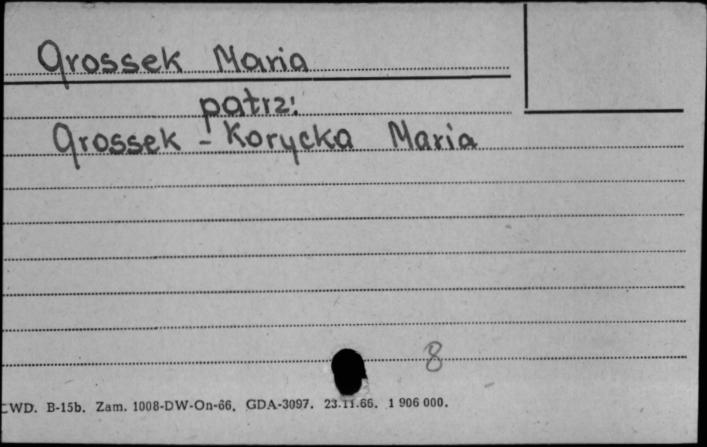 Grossek Maria
patrz:
Grossek - Korycka Maria
8
CWD. B-15b. Zam. 1008-DW-On-66. GDA-3097. 23.11.66. 1 906 000.